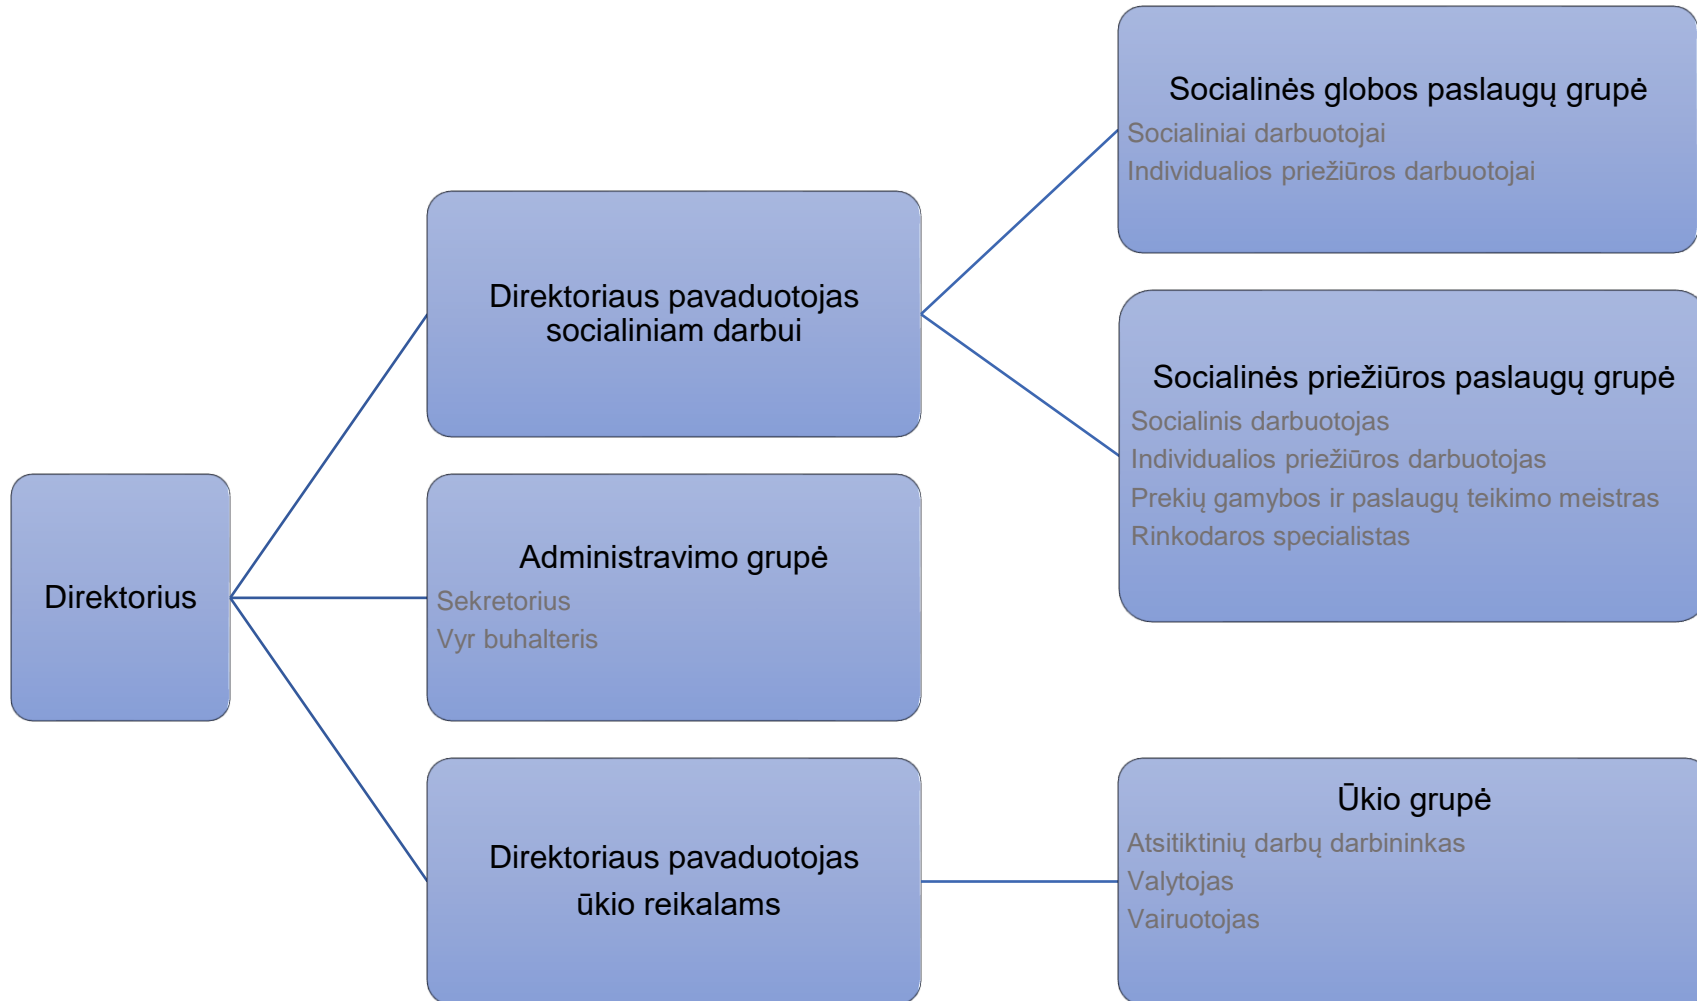 Direktorius
Direktoriaus pavaduotojas
socialiniam darbui
Socialinės globos paslaugų grupė
Socialiniai darbuotojai
Individualios priežiūros darbuotojai
Socialinės priežiūros paslaugų grupė
Socialinis darbuotojas
Individualios priežiūros darbuotojas
Prekių gamybos ir paslaugų teikimo meistras
Rinkodaros specialistas
Administravimo grupė
Sekretorius
Vyr buhalteris
Direktoriaus pavaduotojas
ūkio reikalams
Ūkio grupė
Atsitiktinių darbų darbininkas
Valytojas
Vairuotojas